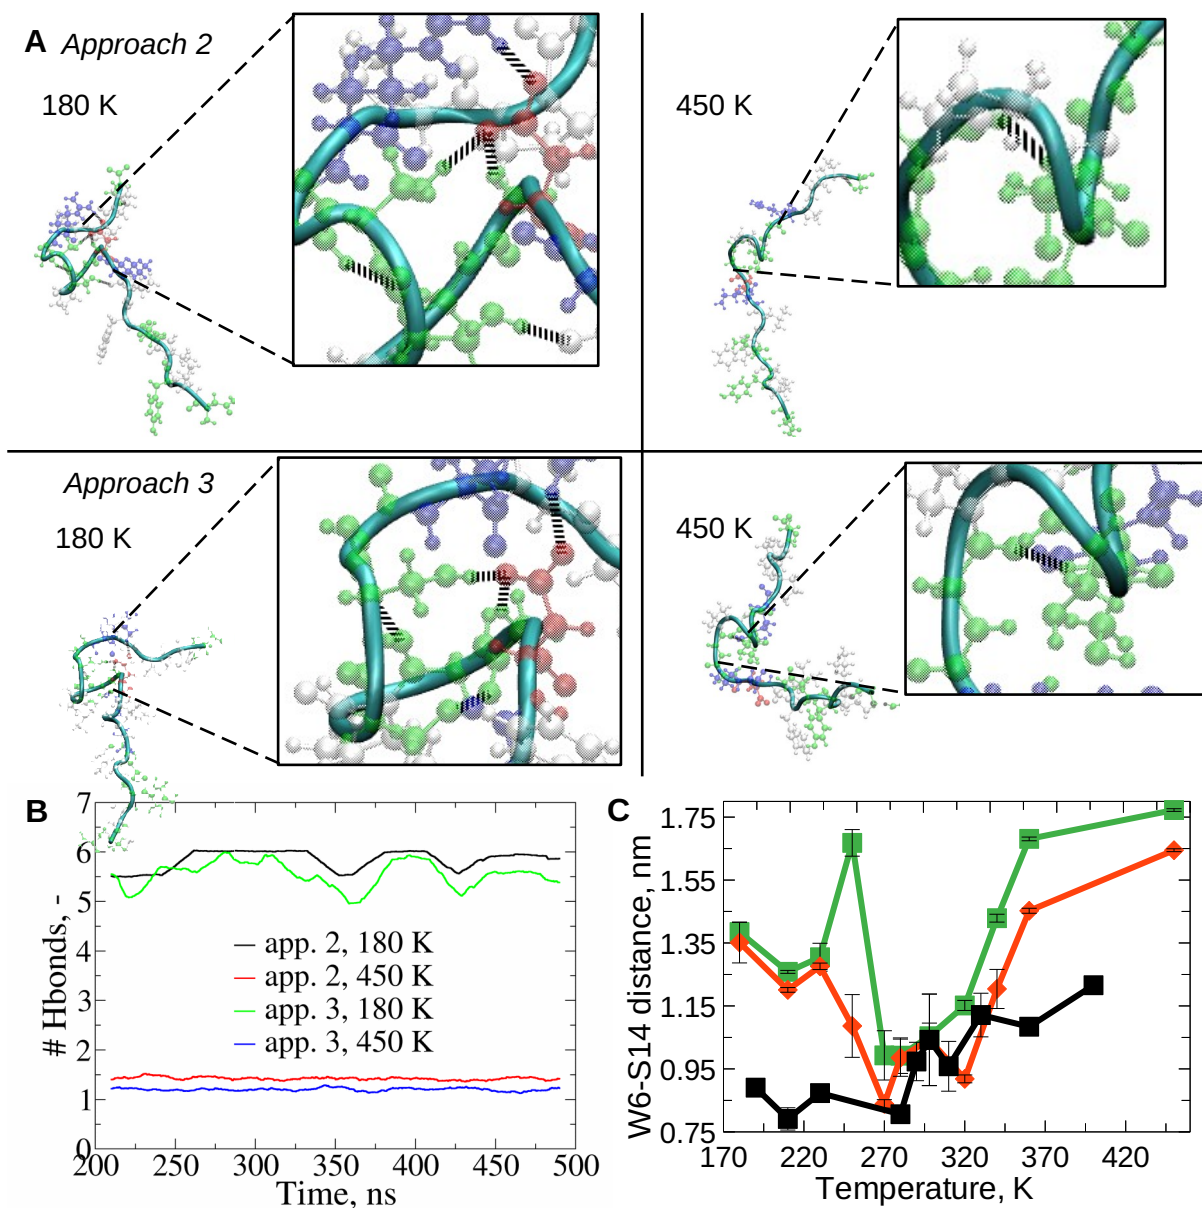 A Approach 2
180 K
450 K
Approach 3
180 K
450 K
B
7
6
5
4
3
2
1
0
# Hbonds, -
app. 2, 180 K
app. 2, 450 K
app. 3, 180 K
app. 3, 450 K
200 250 300 350 400 450 500
Time, ns
C
1.75
1.55
1.35
1.15
0.95
0.75
W6-S14 distance, nm
170 220 270 320 370 420
Temperature, K